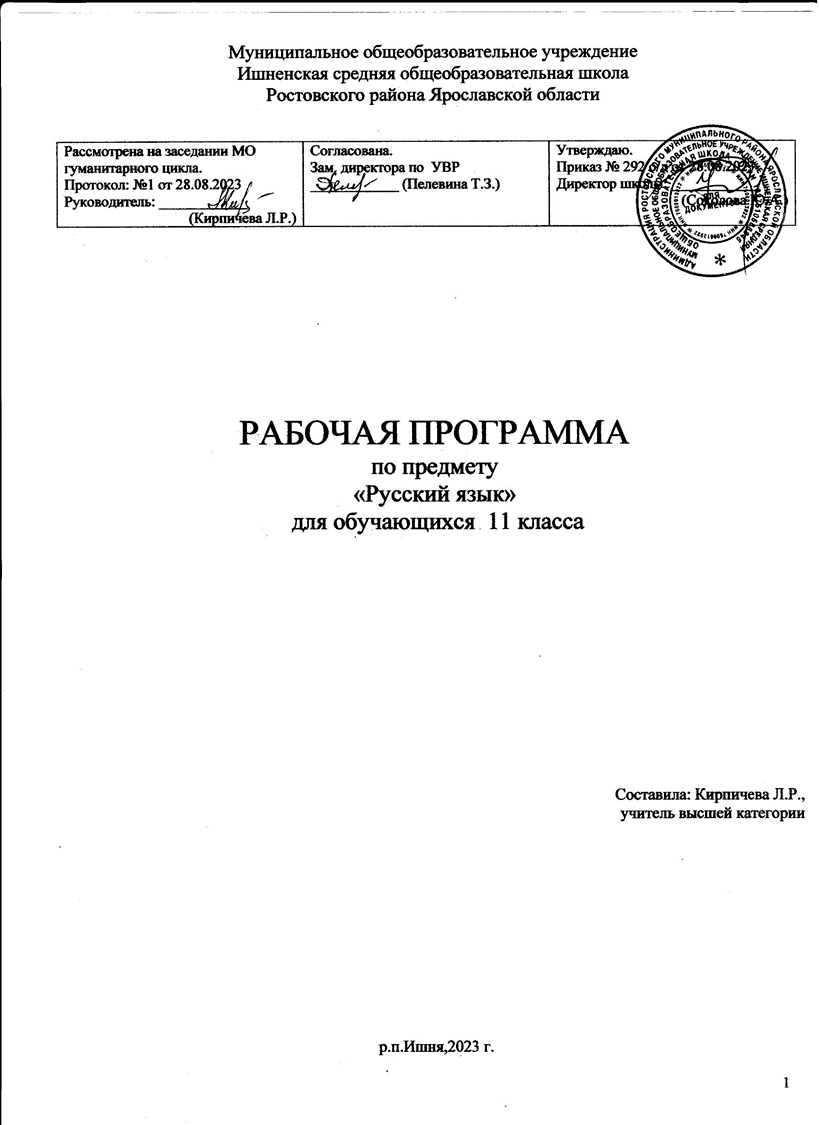 Муниципальное общеобразовательное учреждение
Ишненская средняя общеобразовательная школа
Ростовского района Ярославской области
Рассмотрена на заседании МО
гуманитарного цикла.
Протокол: №1 от 28.08.2023
Руководитель:
(Кирпичева Л.Р.)
Согласована.
Зам, директора по УВР
(Пелевина Т.З.)
Утверждаю.
Приказ № 292
Директор школы
РАБОЧАЯ ПРОГРАММА
по предмету
«Русский язык»
для обучающихся 11 класса
Составила: Кирпичева Л.Р.,
учитель высшей категории
р.п.Ишня,2023 г.
1